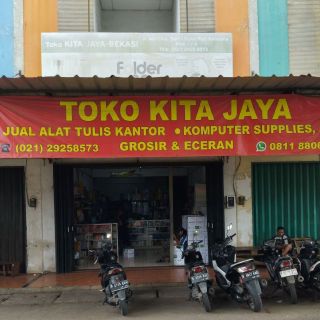 Toko KITA JAYA-BEKASI
Folder
TOKO KITA JAYA
JUAL ALAT TULIS KANTOR • KOMPUTER SUPPLIES,
(021) 29258573 GROSIR & ECERAN 0811 880